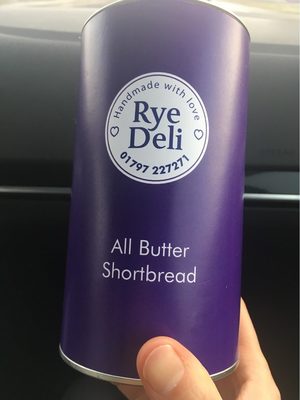 Handmade with love
Rye
Deli
01797 227271
All Butter
Shortbread